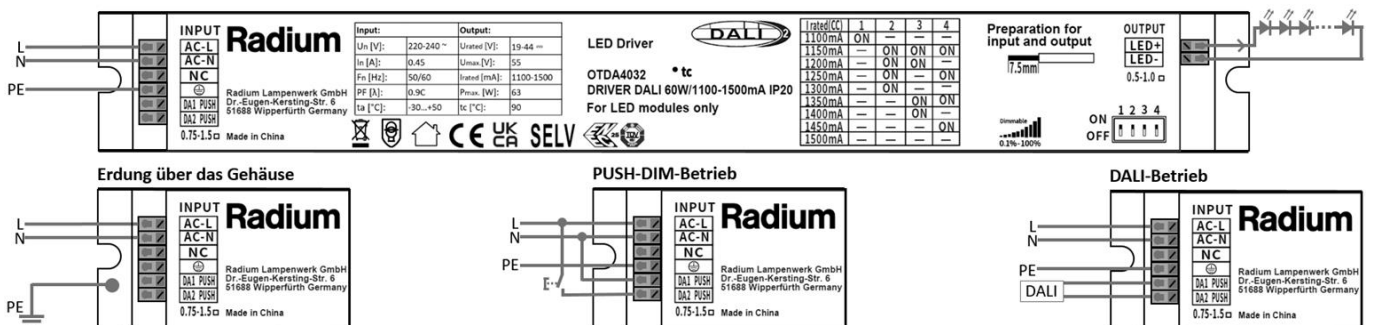 L
N
PE
INPUT
AC-L
AC-N
NC
DA1 PUSH
DA2 PUSH
0.75-1.5
Radium
Radium Lampenwerk GmbH
Dr.-Eugen-Kersting-Str. 6
51688 Wipperfürth Germany
Made in China
Input: Output:
Un [V]: 220-240 ~ Urated [V]: 19-44
In [A]: 0.45 Umax.[V]: 55
Fn [Hz]: 50/60 Irated [mA]: 1100-1500
PF [λ]: 0.9C Pmax. [W]: 63
ta [°C]: -30...+50 tc [°C]: 90
CE UK CA SELV 25 TÜV
LED Driver
DALI 2
OTDA4032 • tc
DRIVER DALI 60W/1100-1500mA IP20
For LED modules only
I rated(CC) 1 2 3 4
1100mA ON — — —
1150mA — ON ON ON
1200mA — ON ON —
1250mA — ON — ON
1300mA — ON — —
1350mA — — ON ON
1400mA — — ON —
1450mA — — — ON
1500mA — — — —
Preparation for
input and output
7.5mm
Dimmable
0.1%-100%
OUTPUT
LED+
LED-
0.5-1.0
1 2 3 4
ON
OFF
Erdung über das Gehäuse
L
N
PE
INPUT
AC-L
AC-N
NC
DA1 PUSH
DA2 PUSH
0.75-1.5
Radium
Radium Lampenwerk GmbH
Dr.-Eugen-Kersting-Str. 6
51688 Wipperfürth Germany
Made in China
PUSH-DIM-Betrieb
L
N
PE
INPUT
AC-L
AC-N
NC
DA1 PUSH
DA2 PUSH
0.75-1.5
Radium
Radium Lampenwerk GmbH
Dr.-Eugen-Kersting-Str. 6
51688 Wipperfürth Germany
Made in China
DALI-Betrieb
L
N
PE
DALI
INPUT
AC-L
AC-N
NC
DA1 PUSH
DA2 PUSH
0.75-1.5
Radium
Radium Lampenwerk GmbH
Dr.-Eugen-Kersting-Str. 6
51688 Wipperfürth Germany
Made in China